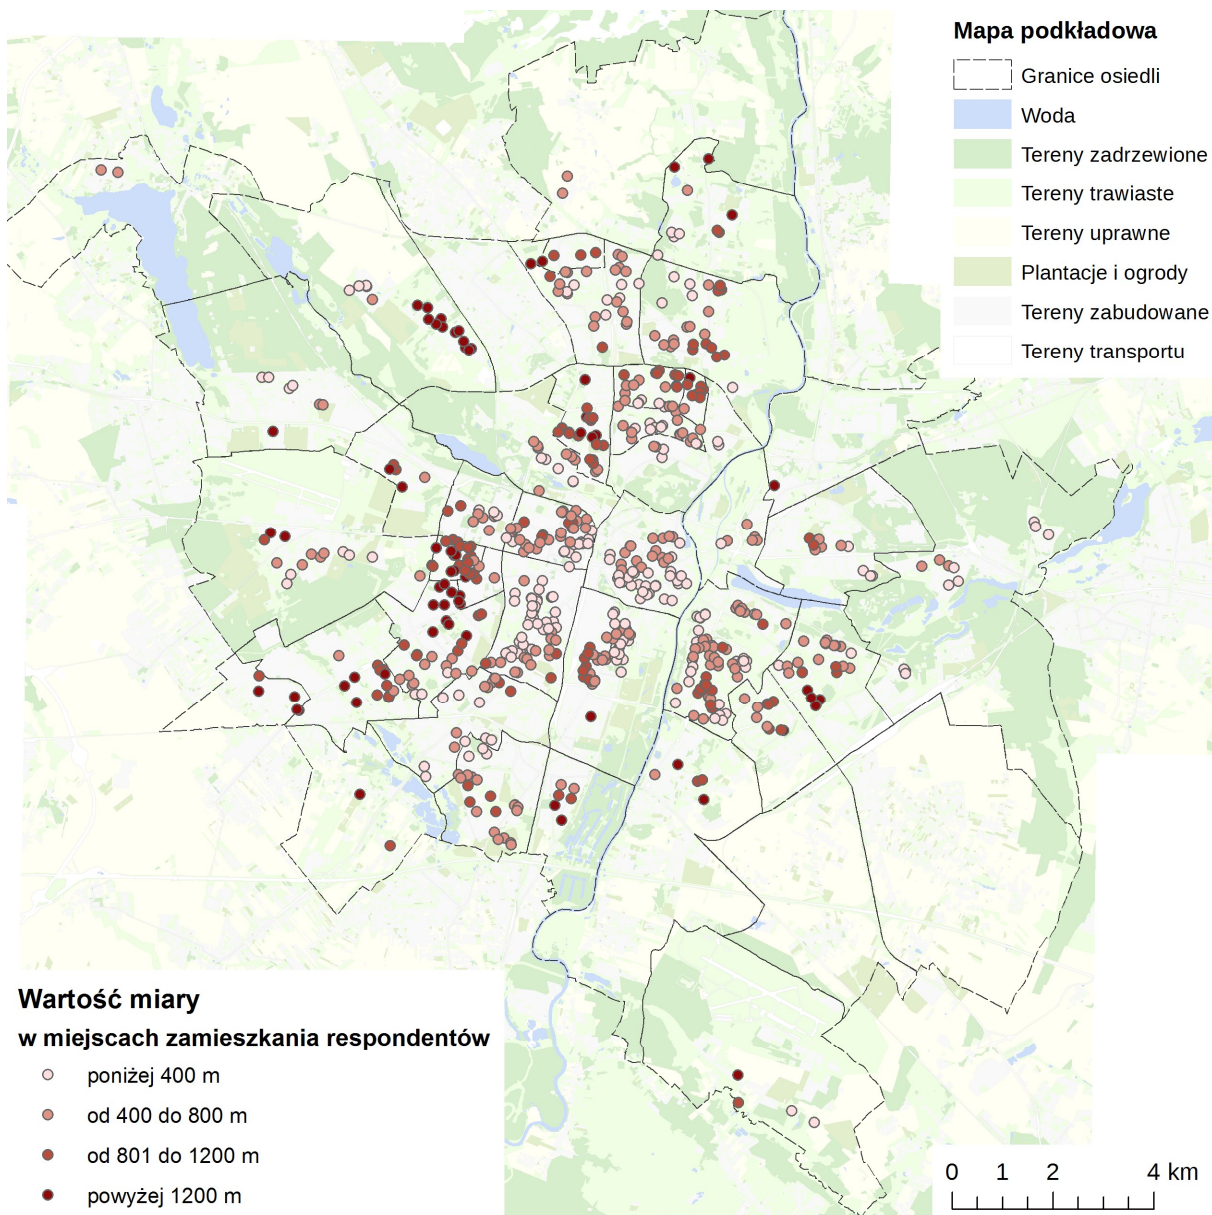 Mapa podkładowa
Granice osiedli
Woda
Tereny zadrzewione
Tereny trawiaste
Tereny uprawne
Plantacje i ogrody
Tereny zabudowane
Tereny transportu
Wartość miary
w miejscach zamieszkania respondentów
poniżej 400 m
od 400 do 800 m
od 801 do 1200 m
powyżej 1200 m
0 1 2 4 km